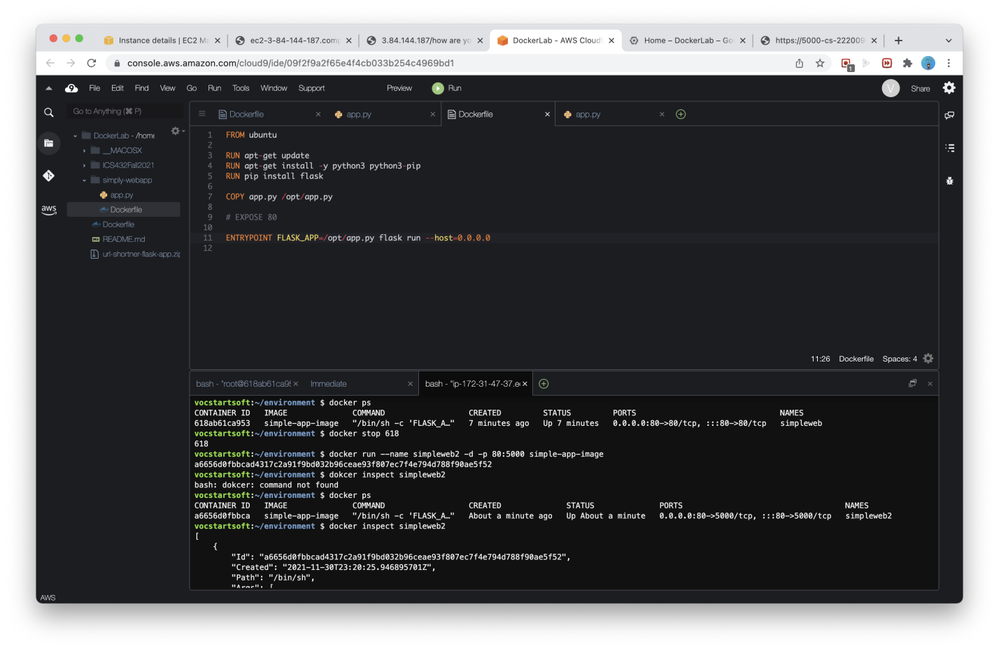 Instance details | EC2 Ma
ec2-3-84-144-187.comp
3.84.144.187/how are yo
DockerLab - AWS Cloud
Home – DockerLab – Go
https://5000-cs-222009
console.aws.amazon.com/cloud9/ide/09f2f9a2f65e4f4cb033b254c4969bd1
1
9 File Edit Find View Go Run Tools Window Support Preview Run V Share
Go to Anything (⌘ P)
DockerLab - /home
__MACOSX
ICS432Fall2021
simply-webapp
app.py
Dockerfile
Dockerfile
README.md
url-shortner-flask-app.zip
aws
Dockerfile app.py Dockerfile app.py
1 FROM ubuntu
2
3 RUN apt-get update
4 RUN apt-get install -y python3 python3-pip
5 RUN pip install flask
6
7 COPY app.py /opt/app.py
8
9 # EXPOSE 80
10
11 ENTRYPOINT FLASK_APP=/opt/app.py flask run --host=0.0.0.0
12
11:26 Dockerfile Spaces: 4
bash - "root@618ab61ca95 Immediate bash - "ip-172-31-47-37.e
vocstartsoft:~/environment $ docker ps
CONTAINER ID IMAGE COMMAND CREATED STATUS PORTS NAMES
618ab61ca953 simple-app-image "/bin/sh -c 'FLASK_A…" 7 minutes ago Up 7 minutes 0.0.0.0:80->80/tcp, :::80->80/tcp simpleweb
vocstartsoft:~/environment $ docker stop 618
618
vocstartsoft:~/environment $ docker run --name simpleweb2 -d -p 80:5000 simple-app-image
a6656d0fbbcad4317c2a91f9bd032b96ceae93f807ec7f4e794d788f90ae5f52
vocstartsoft:~/environment $ dokcer inspect simpleweb2
bash: dokcer: command not found
vocstartsoft:~/environment $ docker ps
CONTAINER ID IMAGE COMMAND CREATED STATUS PORTS NAMES
a6656d0fbbca simple-app-image "/bin/sh -c 'FLASK_A…" About a minute ago Up About a minute 0.0.0.0:80->5000/tcp, :::80->5000/tcp simpleweb2
vocstartsoft:~/environment $ docker inspect simpleweb2
[
{
"Id": "a6656d0fbbcad4317c2a91f9bd032b96ceae93f807ec7f4e794d788f90ae5f52",
"Created": "2021-11-30T23:20:25.946895701Z",
"Path": "/bin/sh",
"Args": [
AWS